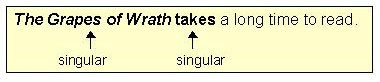 The Grapes of Wrath takes a long time to read.
singular singular